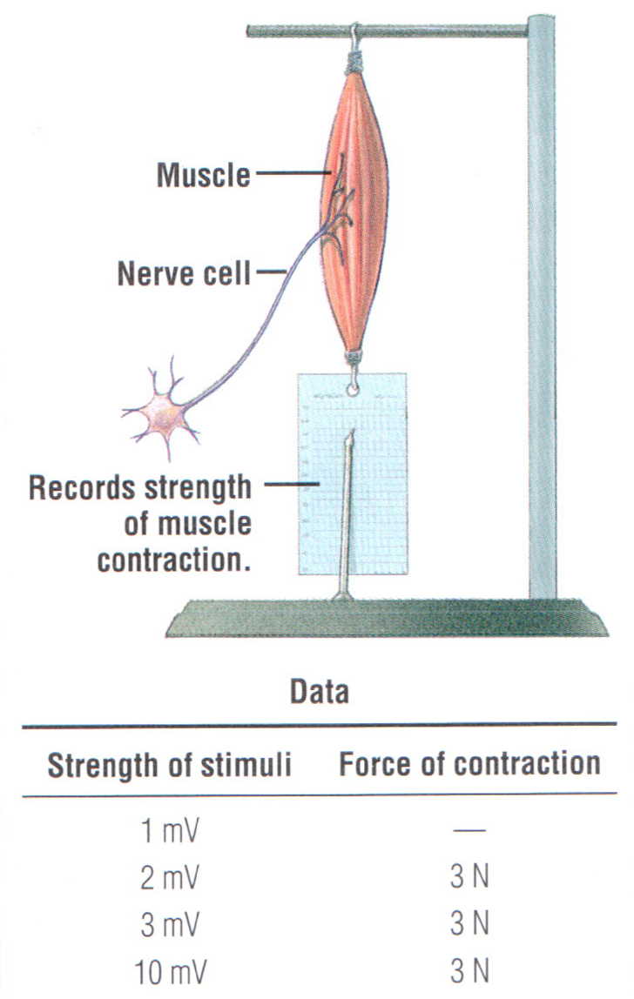 Muscle
Nerve cell
Records strength
of muscle
contraction.
Data
Strength of stimuli Force of contraction
1 mV —
2 mV 3 N
3 mV 3 N
10 mV 3 N